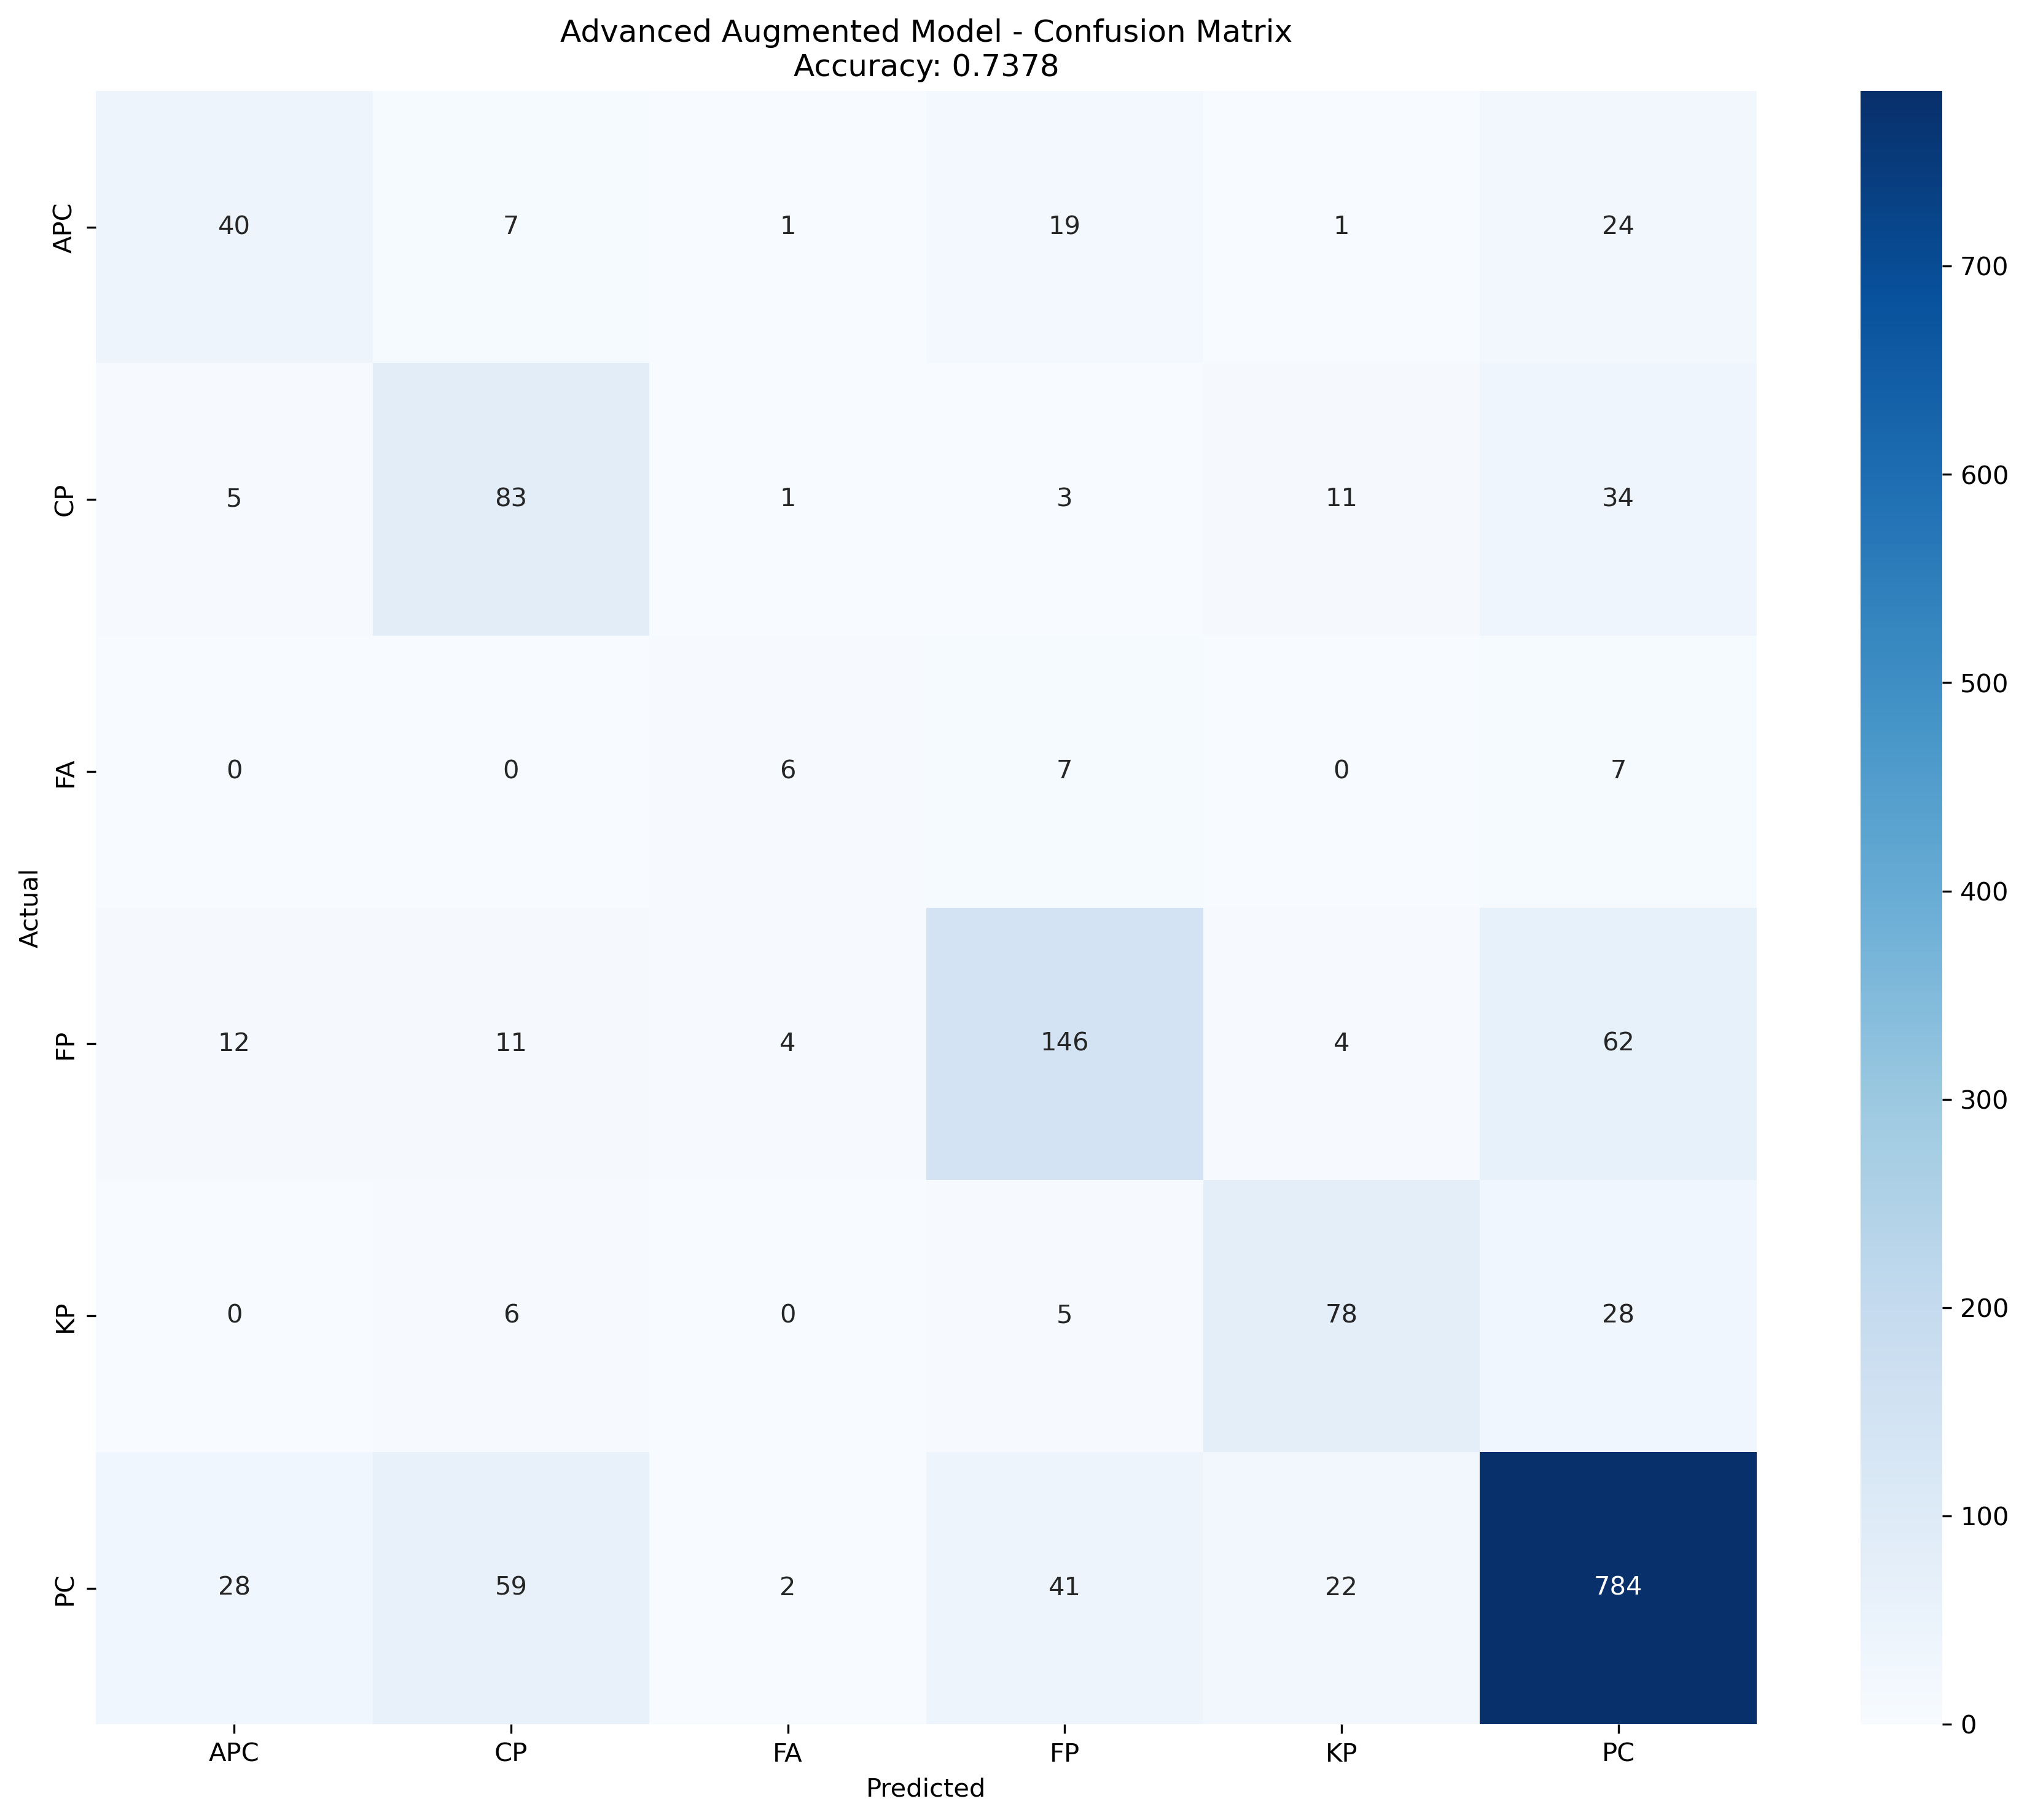 Advanced Augmented Model - Confusion Matrix
Accuracy: 0.7378
APC 40 7 1 19 1 24
CP 5 83 1 3 11 34
FA 0 0 6 7 0 7
FP 12 11 4 146 4 62
KP 0 6 0 5 78 28
PC 28 59 2 41 22 784
APC CP FA FP KP PC
Predicted
Actual
700
600
500
400
300
200
100
0